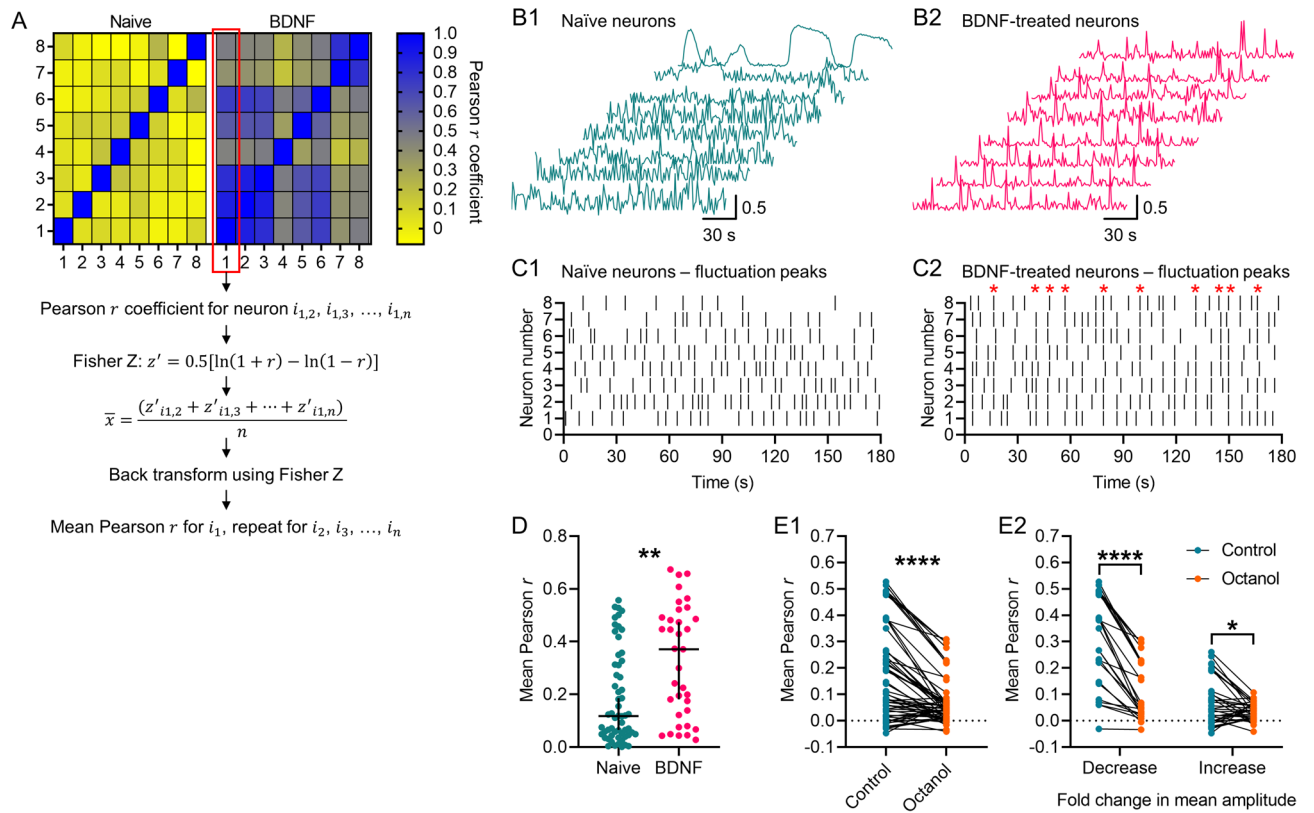 A
Naive
BDNF
8
7
6
5
4
3
2
1
1 2 3 4 5 6 7 8
1 2 3 4 5 6 7 8
1.0
0.9
0.8
0.7
0.6
0.5
0.4
0.3
0.2
0.1
0
Pearson r coefficient
Pearson r coefficient for neuron i1,2, i1,3, …, i1,n
Fisher Z: z′ = 0.5[ln(1 + r) − ln(1 − r)]
x̅ = (z′i1,2 + z′i1,3 + ⋯ + z′i1,n) / n
Back transform using Fisher Z
Mean Pearson r for i1, repeat for i2, i3, …, in
B1
Naïve neurons
0.5
30 s
B2
BDNF-treated neurons
0.5
30 s
C1
Naïve neurons – fluctuation peaks
Neuron number
8
7
6
5
4
3
2
1
0
0 30 60 90 120 150 180
Time (s)
C2
BDNF-treated neurons – fluctuation peaks
* * * * * * * * * *
Neuron number
8
7
6
5
4
3
2
1
0
0 30 60 90 120 150 180
Time (s)
D
Mean Pearson r
0.8
0.6
0.4
0.2
0.0
**
Naive BDNF
E1
Mean Pearson r
0.7
0.6
0.5
0.4
0.3
0.2
0.1
0.0
-0.1
****
Control
Octanol
E2
Mean Pearson r
0.7
0.6
0.5
0.4
0.3
0.2
0.1
0.0
-0.1
****
*
Control
Octanol
Decrease Increase
Fold change in mean amplitude